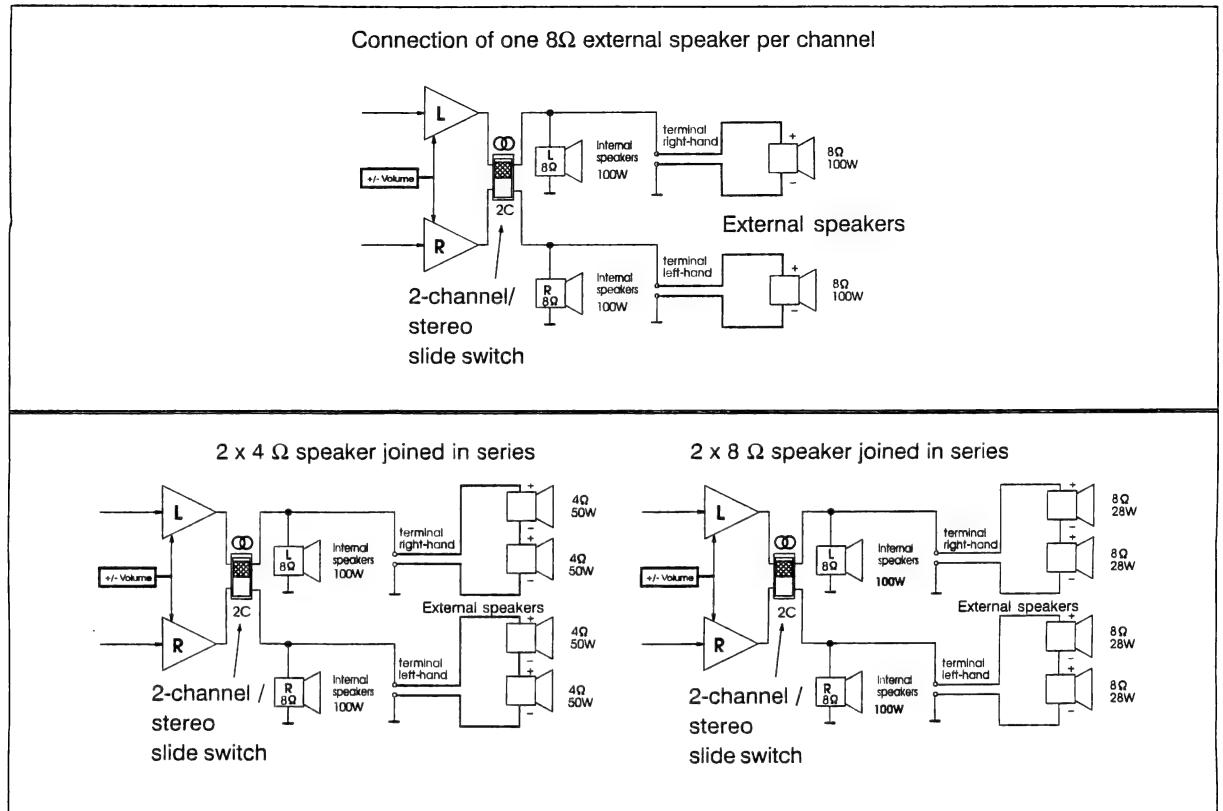 Connection of one 8Ω external speaker per channel
L
+/- Volume
R
2C
2-channel/
stereo
slide switch
L
8Ω
Internal
speakers
100W
terminal
right-hand
+
−
8Ω
100W
External speakers
R
8Ω
Internal
speakers
100W
terminal
left-hand
+
−
8Ω
100W
2 x 4 Ω speaker joined in series
L
+/- Volume
R
2C
2-channel /
stereo
slide switch
L
8Ω
Internal
speakers
100W
terminal
right-hand
+
−
4Ω
50W
+
−
4Ω
50W
External speakers
R
8Ω
Internal
speakers
100W
terminal
left-hand
+
−
4Ω
50W
+
−
4Ω
50W
2 x 8 Ω speaker joined in series
L
+/- Volume
R
2C
2-channel /
stereo
slide switch
L
8Ω
Internal
speakers
100W
terminal
right-hand
+
−
8Ω
28W
+
−
8Ω
28W
External speakers
R
8Ω
Internal
speakers
100W
terminal
left-hand
+
−
8Ω
28W
+
−
8Ω
28W